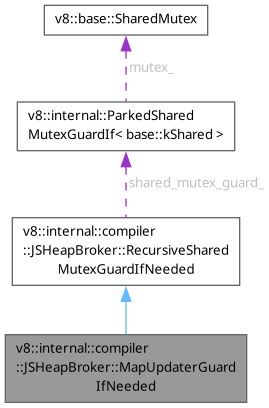 v8::base::SharedMutex
mutex_
v8::internal::ParkedShared
MutexGuardIf< base::kShared >
shared_mutex_guard_
v8::internal::compiler
::JSHeapBroker::RecursiveShared
MutexGuardIfNeeded
v8::internal::compiler
::JSHeapBroker::MapUpdaterGuard
IfNeeded